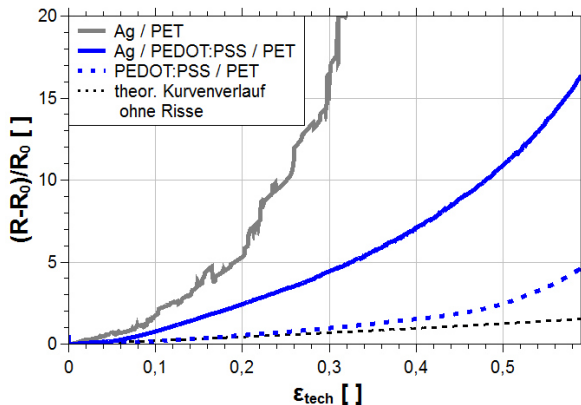 20
15
10
5
0
(R-R₀)/R₀ [ ]
Ag / PET
Ag / PEDOT:PSS / PET
PEDOT:PSS / PET
theor. Kurvenverlauf
ohne Risse
0
0,1
0,2
0,3
0,4
0,5
εtech [ ]